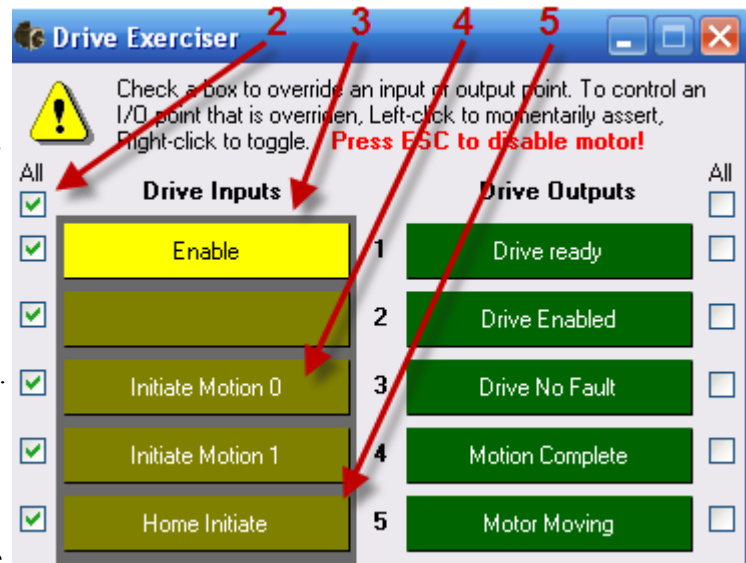 2 3 4 5
Drive Exerciser
Check a box to override an input or output point. To control an
I/O point that is overriden, Left-click to momentarily assert,
Right-click to toggle. Press ESC to disable motor!
All Drive Inputs Drive Outputs All
Enable 1 Drive ready
2 Drive Enabled
Initiate Motion 0 3 Drive No Fault
Initiate Motion 1 4 Motion Complete
Home Initiate 5 Motor Moving